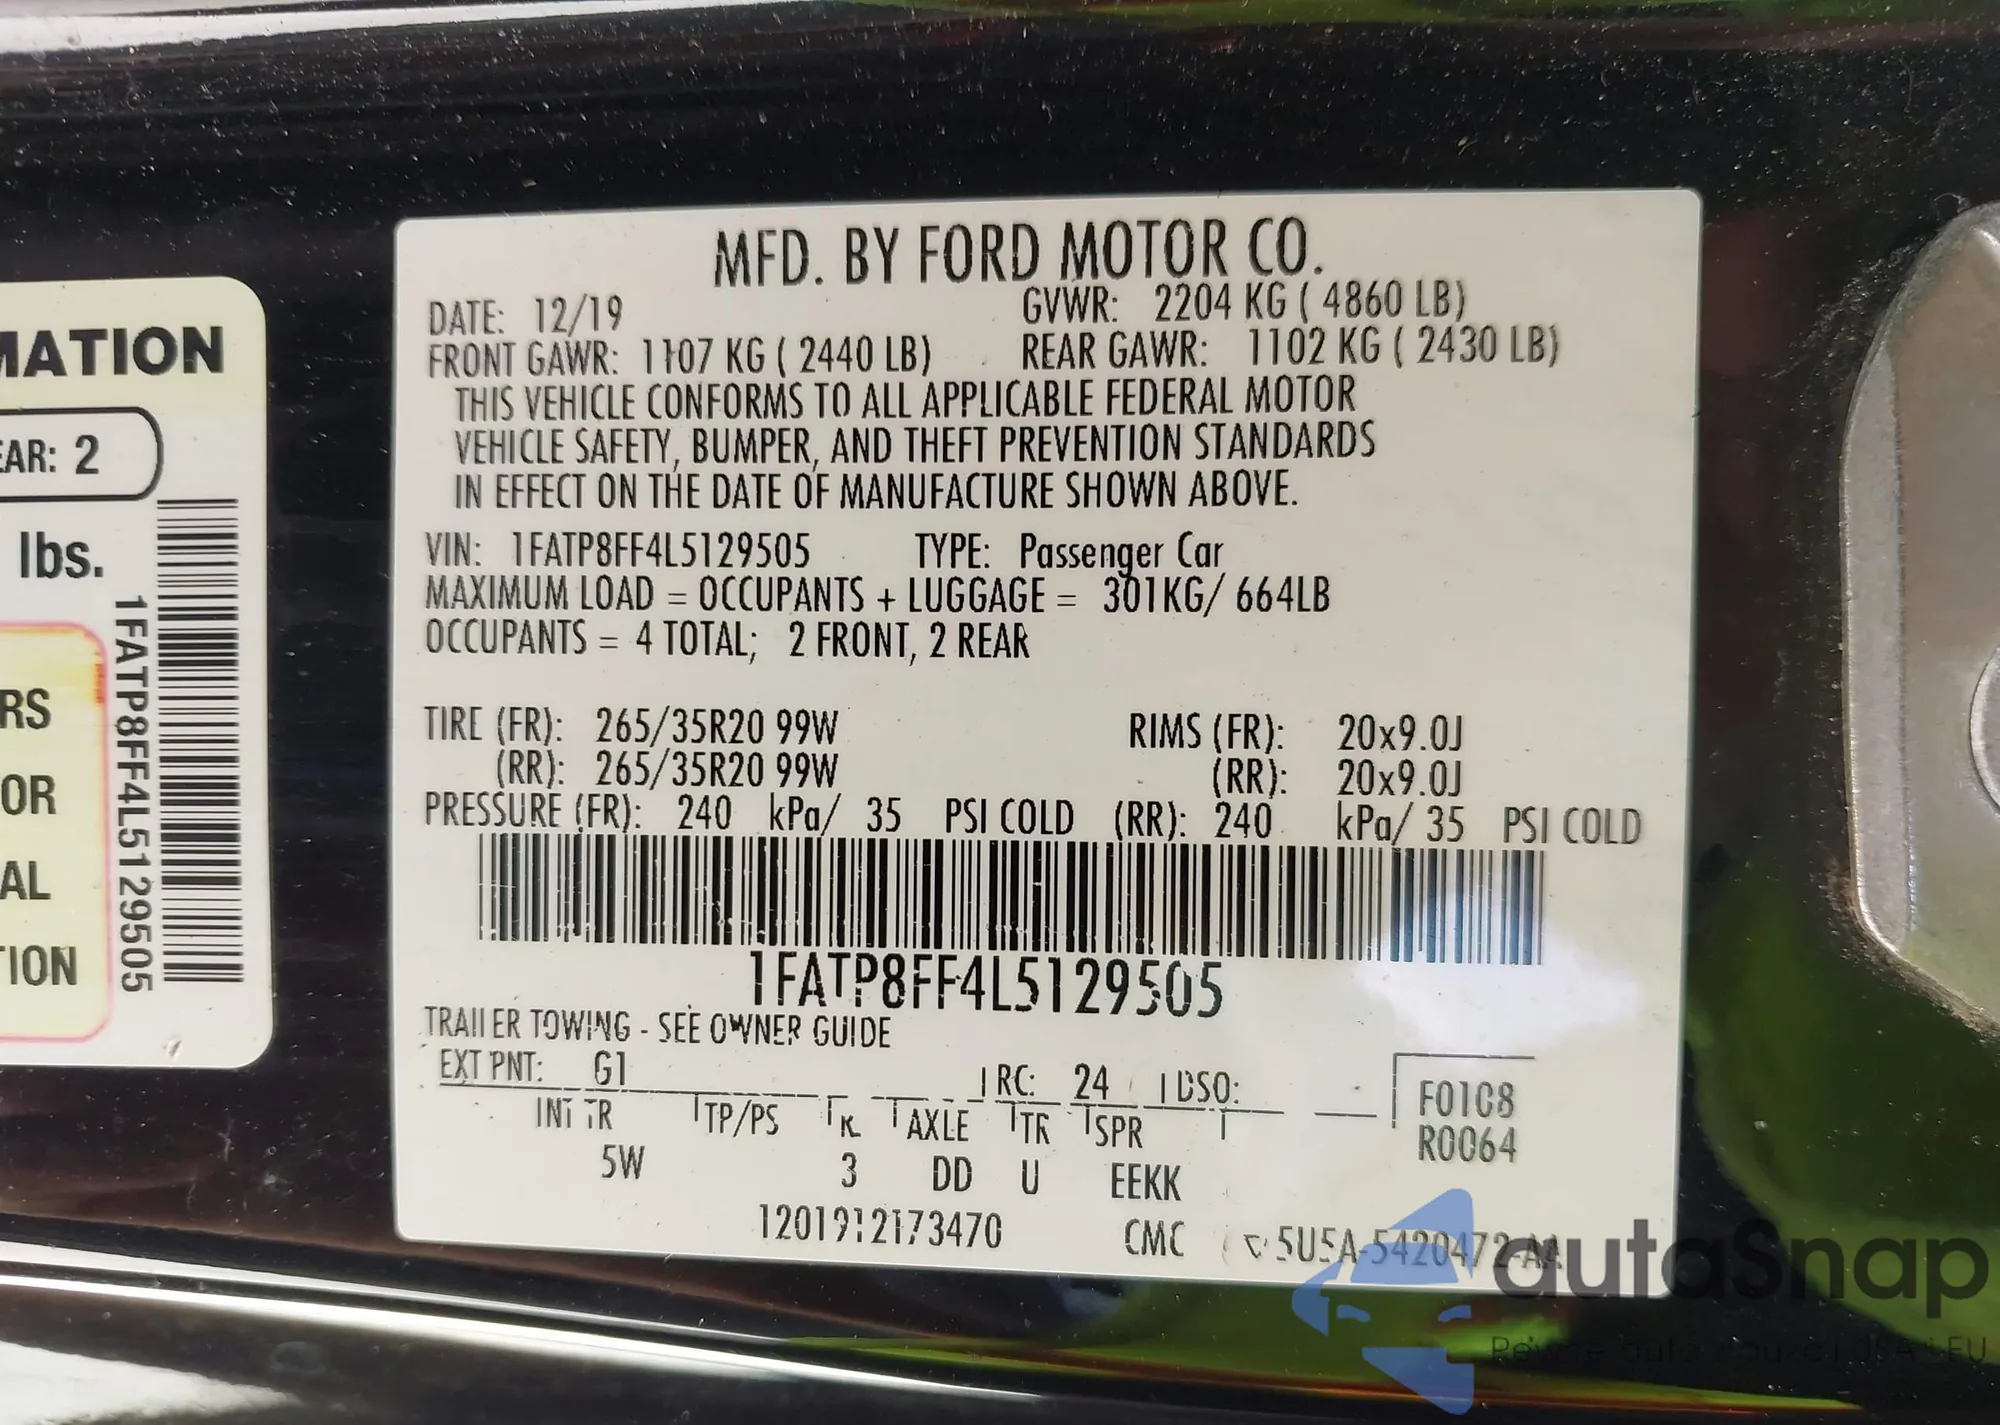 MATION
EAR: 2
lbs.
1FATP8FF4L5129505
RS
OR
AL
TION
MFD. BY FORD MOTOR CO.
DATE: 12/19 GVWR: 2204 KG ( 4860 LB)
FRONT GAWR: 1107 KG ( 2440 LB) REAR GAWR: 1102 KG ( 2430 LB)
THIS VEHICLE CONFORMS TO ALL APPLICABLE FEDERAL MOTOR
VEHICLE SAFETY, BUMPER, AND THEFT PREVENTION STANDARDS
IN EFFECT ON THE DATE OF MANUFACTURE SHOWN ABOVE.
VIN: 1FATP8FF4L5129505 TYPE: Passenger Car
MAXIMUM LOAD = OCCUPANTS + LUGGAGE = 301KG/ 664LB
OCCUPANTS = 4 TOTAL; 2 FRONT, 2 REAR
TIRE (FR): 265/35R20 99W RIMS (FR): 20x9.0J
(RR): 265/35R20 99W (RR): 20x9.0J
PRESSURE (FR): 240 kPa/ 35 PSI COLD (RR): 240 kPa/ 35 PSI COLD
1FATP8FF4L5129505
TRAILER TOWING - SEE OWNER GUIDE
EXT PNT: G1 RC: 24 DSO:
INT TR TP/PS R AXLE TR SPR
F0108
R0064
5W 3 DD U EEKK
1201912173470 CMC 5U5A-5420472-AA
autaSnap